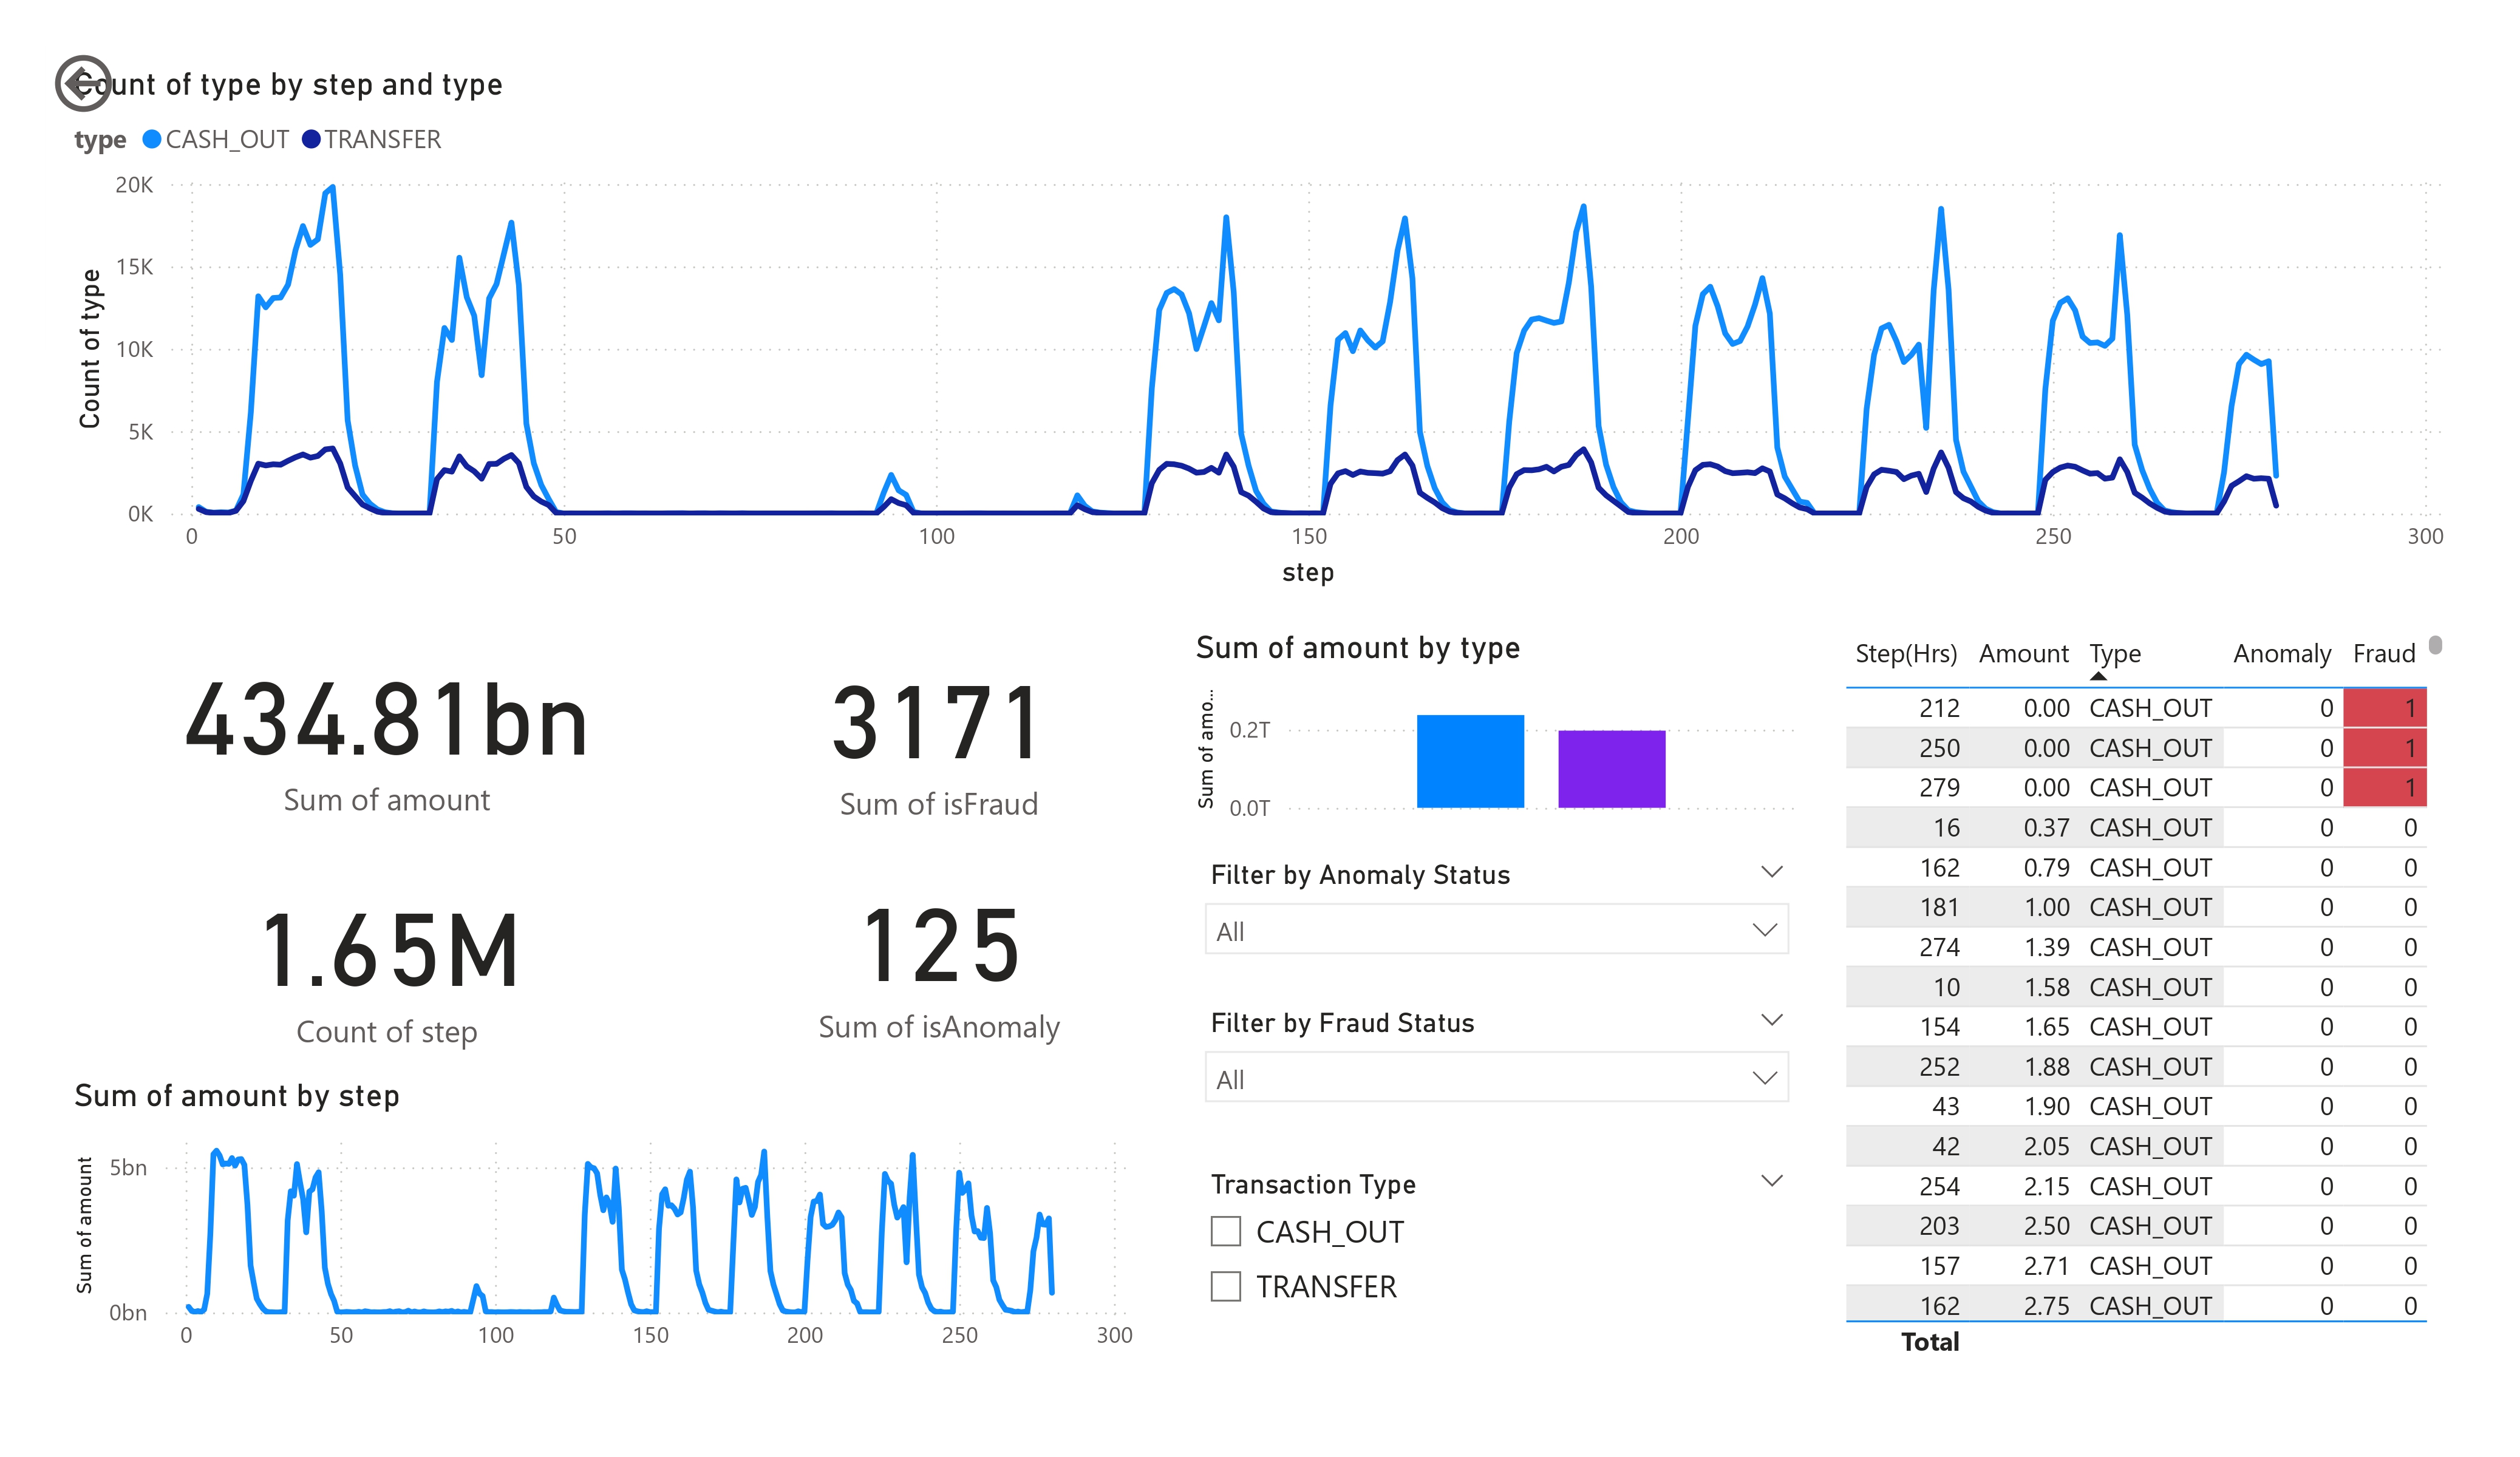 Count of type by step and type
type CASH_OUT TRANSFER
20K
15K
10K
5K
0K
Count of type
0 50 100 150 200 250 300
step
434.81bn
Sum of amount
3171
Sum of isFraud
1.65M
Count of step
125
Sum of isAnomaly
Sum of amount by step
Sum of amount
5bn
0bn
0 50 100 150 200 250 300
Sum of amount by type
Sum of amo...
0.2T
0.0T
Filter by Anomaly Status
All
Filter by Fraud Status
All
Transaction Type
CASH_OUT
TRANSFER
Step(Hrs) Amount Type Anomaly Fraud
212 0.00 CASH_OUT 0 1
250 0.00 CASH_OUT 0 1
279 0.00 CASH_OUT 0 1
16 0.37 CASH_OUT 0 0
162 0.79 CASH_OUT 0 0
181 1.00 CASH_OUT 0 0
274 1.39 CASH_OUT 0 0
10 1.58 CASH_OUT 0 0
154 1.65 CASH_OUT 0 0
252 1.88 CASH_OUT 0 0
43 1.90 CASH_OUT 0 0
42 2.05 CASH_OUT 0 0
254 2.15 CASH_OUT 0 0
203 2.50 CASH_OUT 0 0
157 2.71 CASH_OUT 0 0
162 2.75 CASH_OUT 0 0
Total